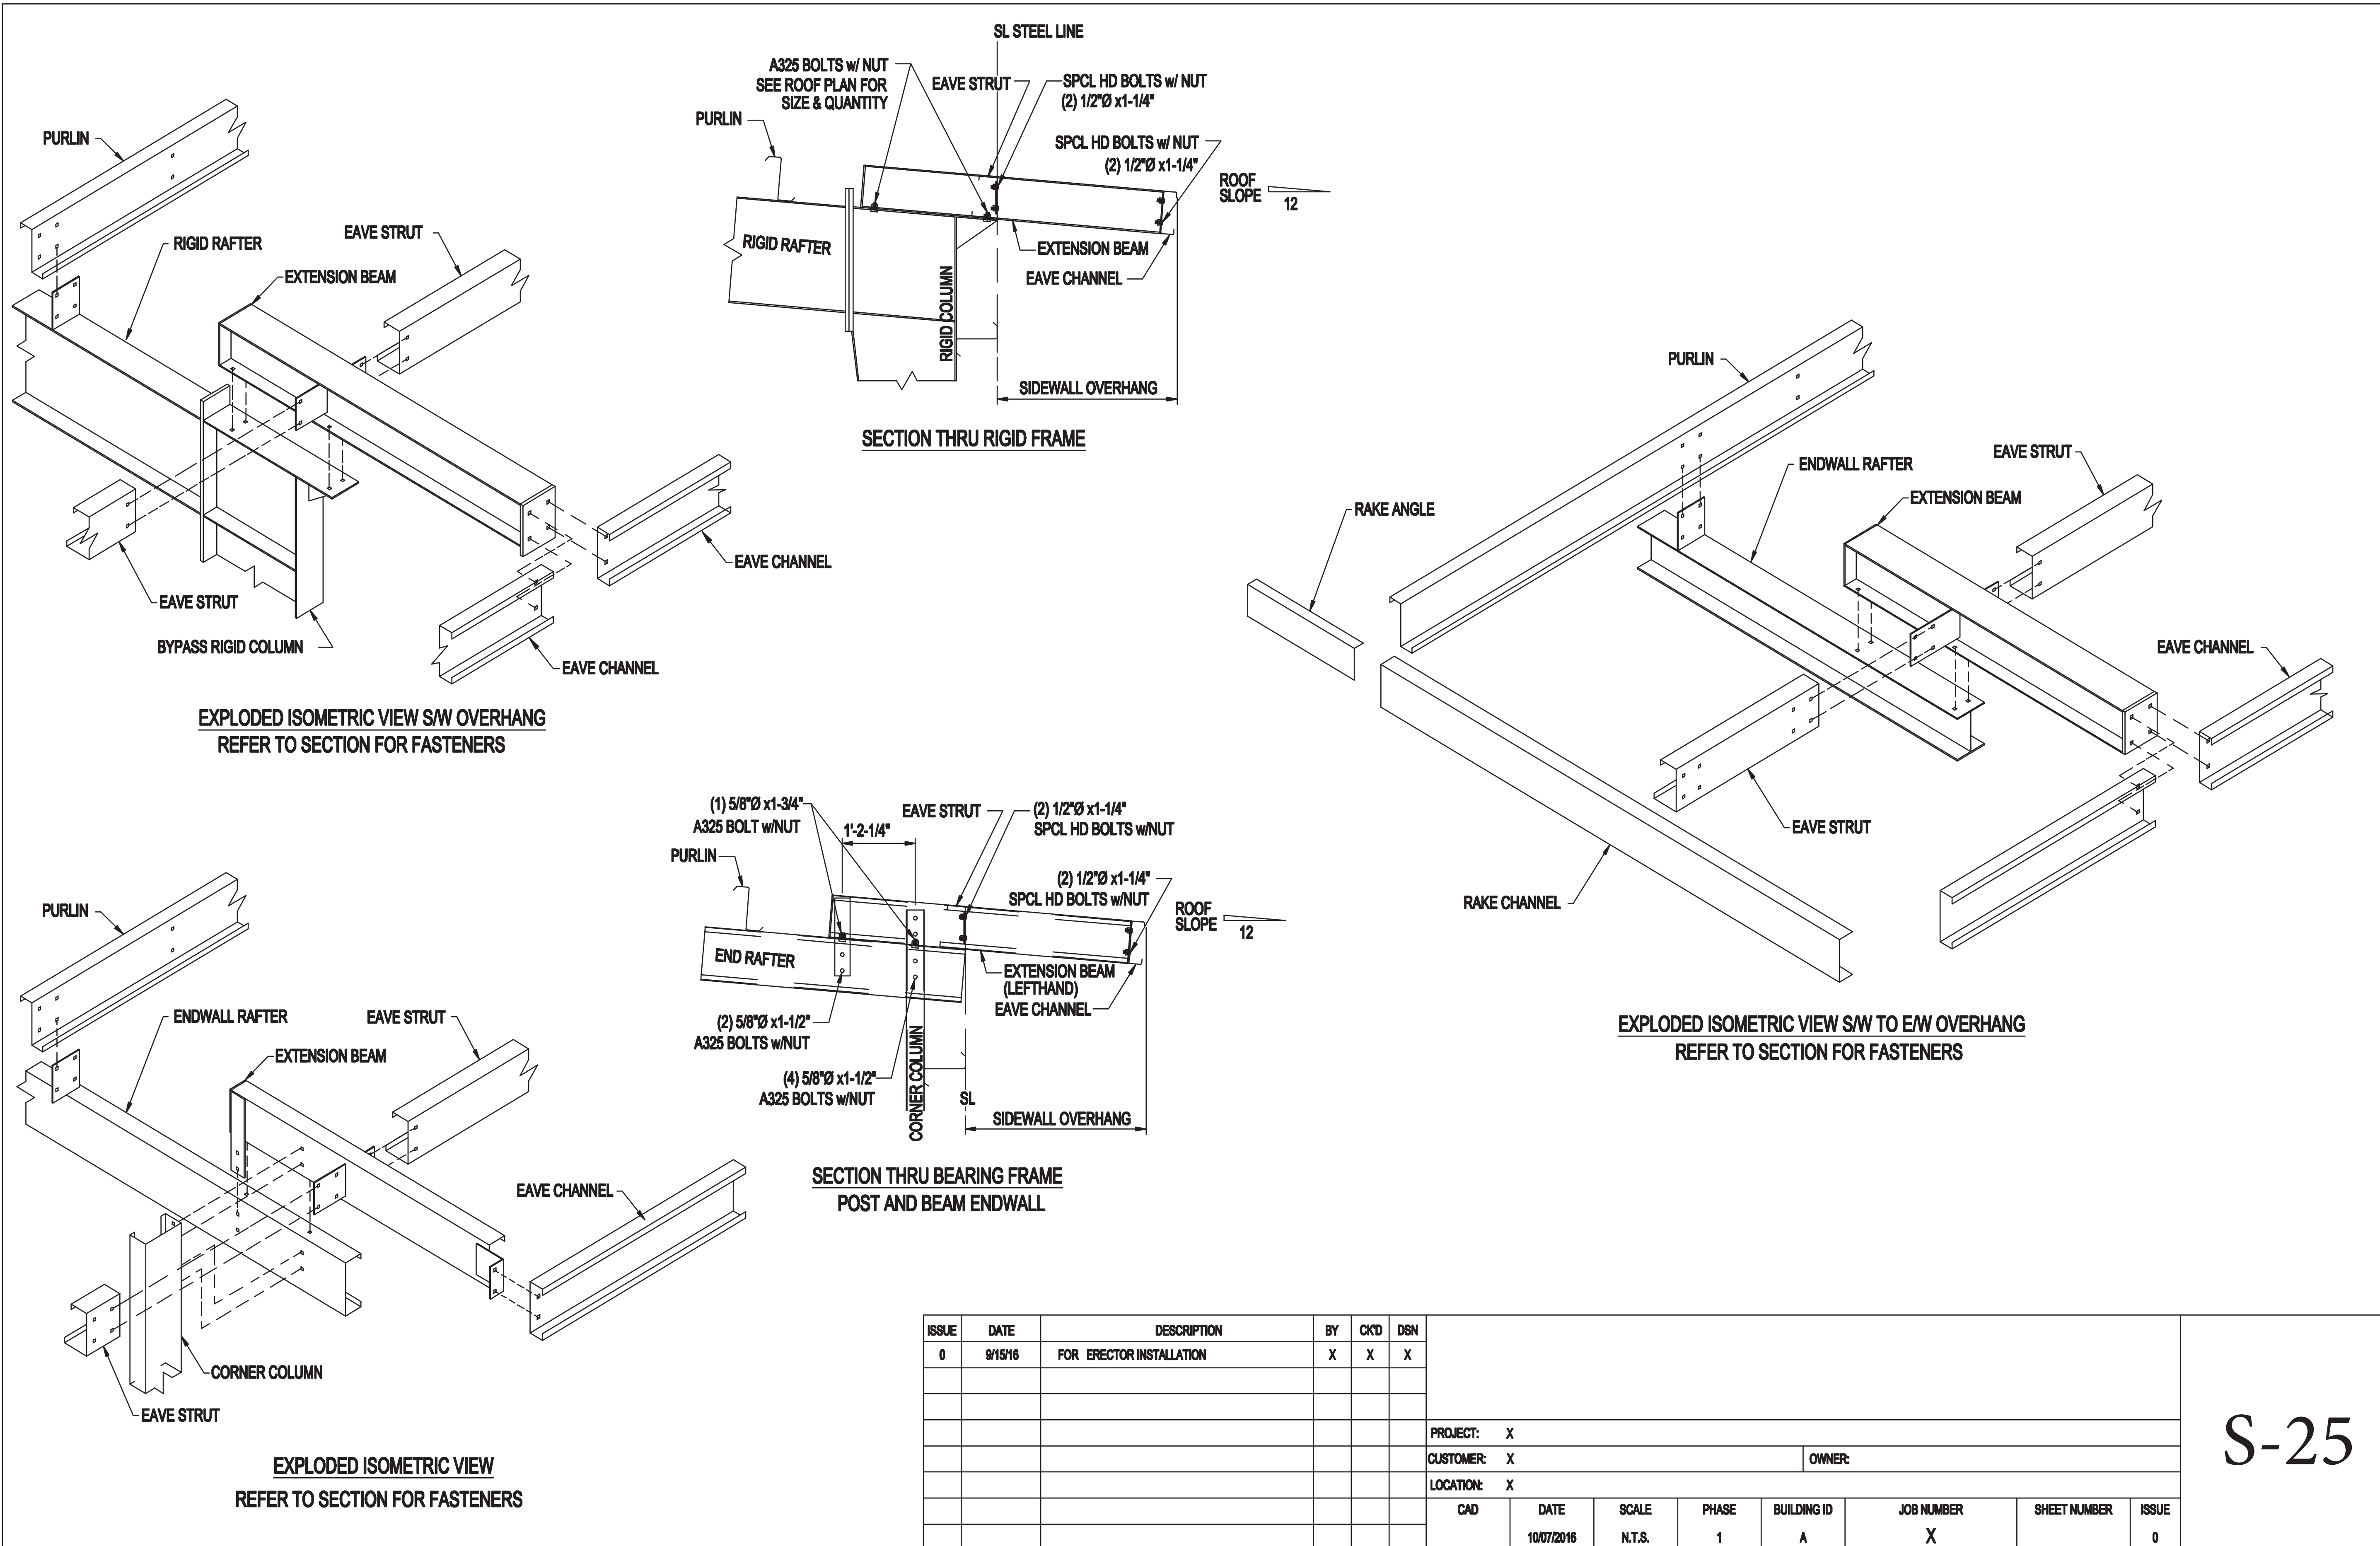 PURLIN
RIGID RAFTER
EAVE STRUT
EXTENSION BEAM
EAVE CHANNEL
EAVE STRUT
BYPASS RIGID COLUMN
EAVE CHANNEL
EXPLODED ISOMETRIC VIEW S/W OVERHANG
REFER TO SECTION FOR FASTENERS
SL STEEL LINE
A325 BOLTS w/ NUT
SEE ROOF PLAN FOR
SIZE & QUANTITY
EAVE STRUT
SPCL HD BOLTS w/ NUT
(2) 1/2"Ø x1-1/4"
PURLIN
SPCL HD BOLTS w/ NUT
(2) 1/2"Ø x1-1/4"
ROOF
SLOPE
12
RIGID RAFTER
EXTENSION BEAM
EAVE CHANNEL
RIGID COLUMN
SIDEWALL OVERHANG
SECTION THRU RIGID FRAME
PURLIN
EAVE STRUT
ENDWALL RAFTER
EXTENSION BEAM
RAKE ANGLE
EAVE CHANNEL
EAVE STRUT
RAKE CHANNEL
EXPLODED ISOMETRIC VIEW S/W TO E/W OVERHANG
REFER TO SECTION FOR FASTENERS
PURLIN
ENDWALL RAFTER
EAVE STRUT
EXTENSION BEAM
EAVE CHANNEL
CORNER COLUMN
EAVE STRUT
EXPLODED ISOMETRIC VIEW
REFER TO SECTION FOR FASTENERS
(1) 5/8"Ø x1-3/4"
A325 BOLT w/NUT
1'-2-1/4"
EAVE STRUT
(2) 1/2"Ø x1-1/4"
SPCL HD BOLTS w/NUT
PURLIN
(2) 1/2"Ø x1-1/4"
SPCL HD BOLTS w/NUT
ROOF
SLOPE
12
END RAFTER
EXTENSION BEAM
(LEFTHAND)
EAVE CHANNEL
(2) 5/8"Ø x1-1/2"
A325 BOLTS w/NUT
(4) 5/8"Ø x1-1/2"
A325 BOLTS w/NUT
CORNER COLUMN
SL
SIDEWALL OVERHANG
SECTION THRU BEARING FRAME
POST AND BEAM ENDWALL
ISSUE DATE DESCRIPTION BY CK'D DSN
0 9/15/16 FOR ERECTOR INSTALLATION X X X
PROJECT: X
CUSTOMER: X OWNER:
LOCATION: X
CAD DATE SCALE PHASE BUILDING ID JOB NUMBER SHEET NUMBER ISSUE
10/07/2016 N.T.S. 1 A X 0
S-25